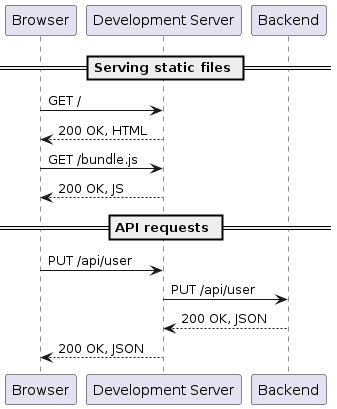 Browser Development Server Backend
Serving static files
GET /
200 OK, HTML
GET /bundle.js
200 OK, JS
API requests
PUT /api/user
PUT /api/user
200 OK, JSON
200 OK, JSON
Browser Development Server Backend